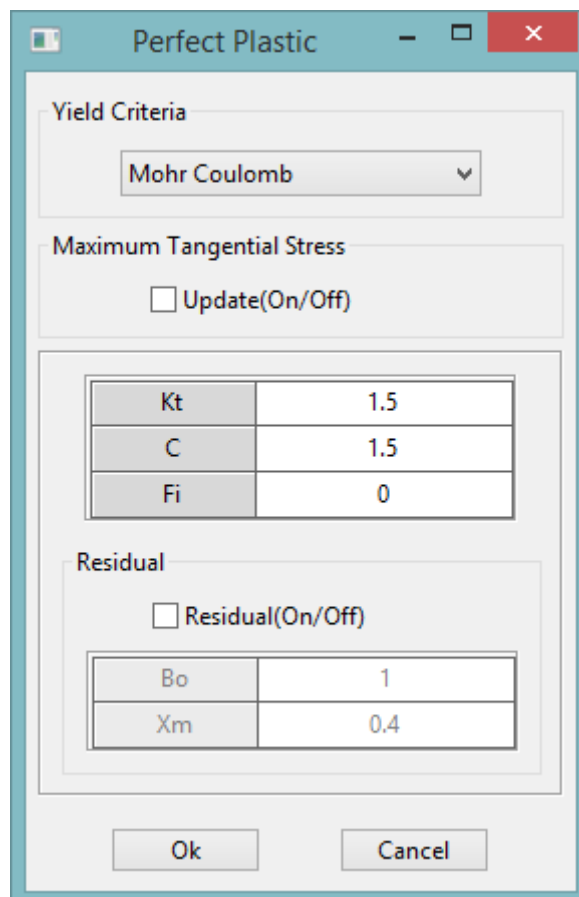 Perfect Plastic
Yield Criteria
Mohr Coulomb
Maximum Tangential Stress
Update(On/Off)
Kt 1.5
C 1.5
Fi 0
Residual
Residual(On/Off)
Bo 1
Xm 0.4
Ok Cancel